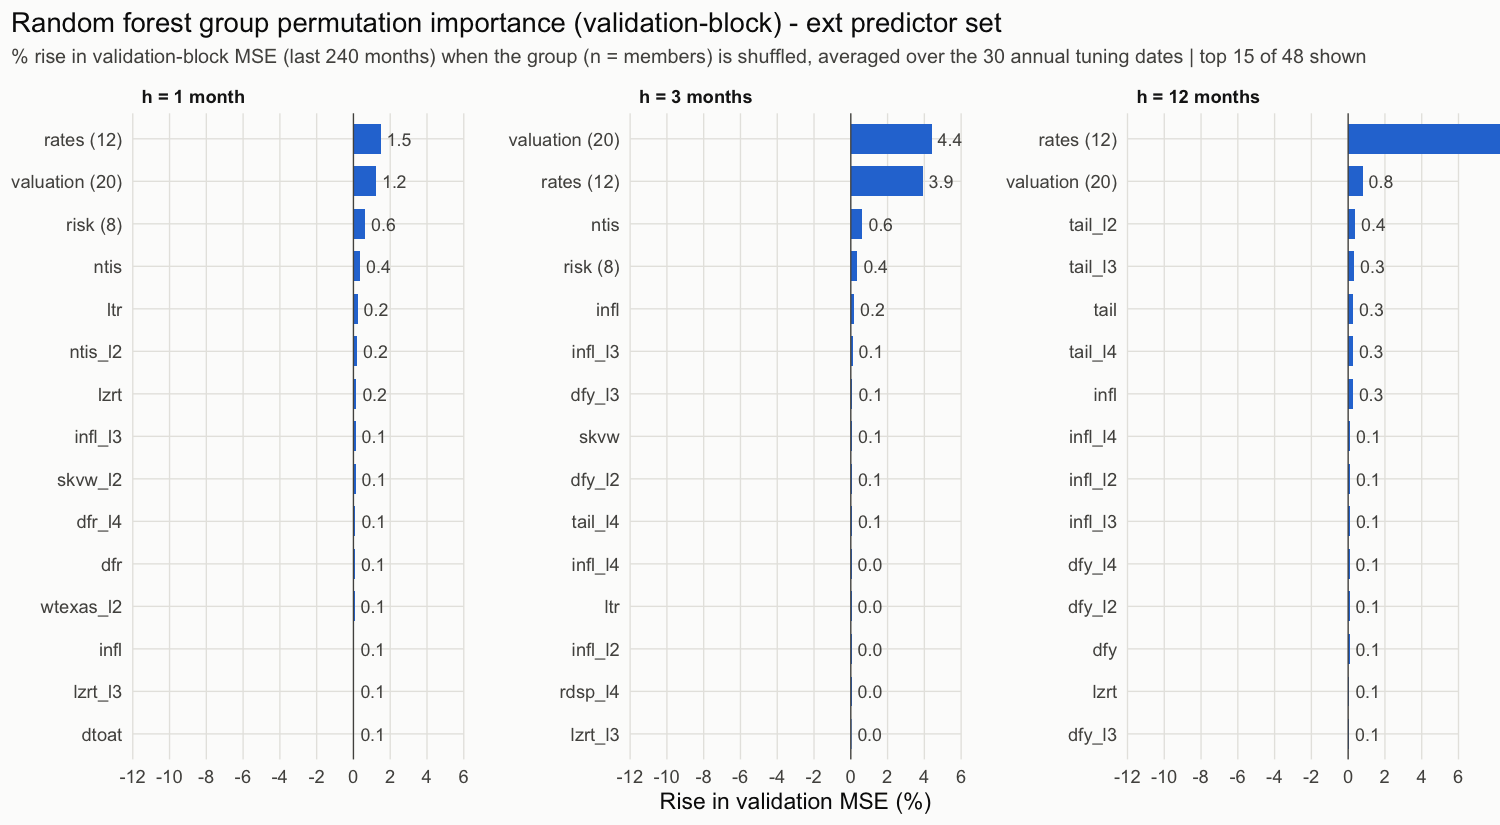 Random forest group permutation importance (validation-block) - ext predictor set
% rise in validation-block MSE (last 240 months) when the group (n = members) is shuffled, averaged over the 30 annual tuning dates | top 15 of 48 shown
h = 1 month
rates (12) 1.5
valuation (20) 1.2
risk (8) 0.6
ntis 0.4
ltr 0.2
ntis_l2 0.2
lzrt 0.2
infl_l3 0.1
skvw_l2 0.1
dfr_l4 0.1
dfr 0.1
wtexas_l2 0.1
infl 0.1
lzrt_l3 0.1
dtoat 0.1
-12 -10 -8 -6 -4 -2 0 2 4 6
h = 3 months
valuation (20) 4.4
rates (12) 3.9
ntis 0.6
risk (8) 0.4
infl 0.2
infl_l3 0.1
dfy_l3 0.1
skvw 0.1
dfy_l2 0.1
tail_l4 0.1
infl_l4 0.0
ltr 0.0
infl_l2 0.0
rdsp_l4 0.0
lzrt_l3 0.0
-12 -10 -8 -6 -4 -2 0 2 4 6
h = 12 months
rates (12)
valuation (20) 0.8
tail_l2 0.4
tail_l3 0.3
tail 0.3
tail_l4 0.3
infl 0.3
infl_l4 0.1
infl_l2 0.1
infl_l3 0.1
dfy_l4 0.1
dfy_l2 0.1
dfy 0.1
lzrt 0.1
dfy_l3 0.1
-12 -10 -8 -6 -4 -2 0 2 4 6
Rise in validation MSE (%)